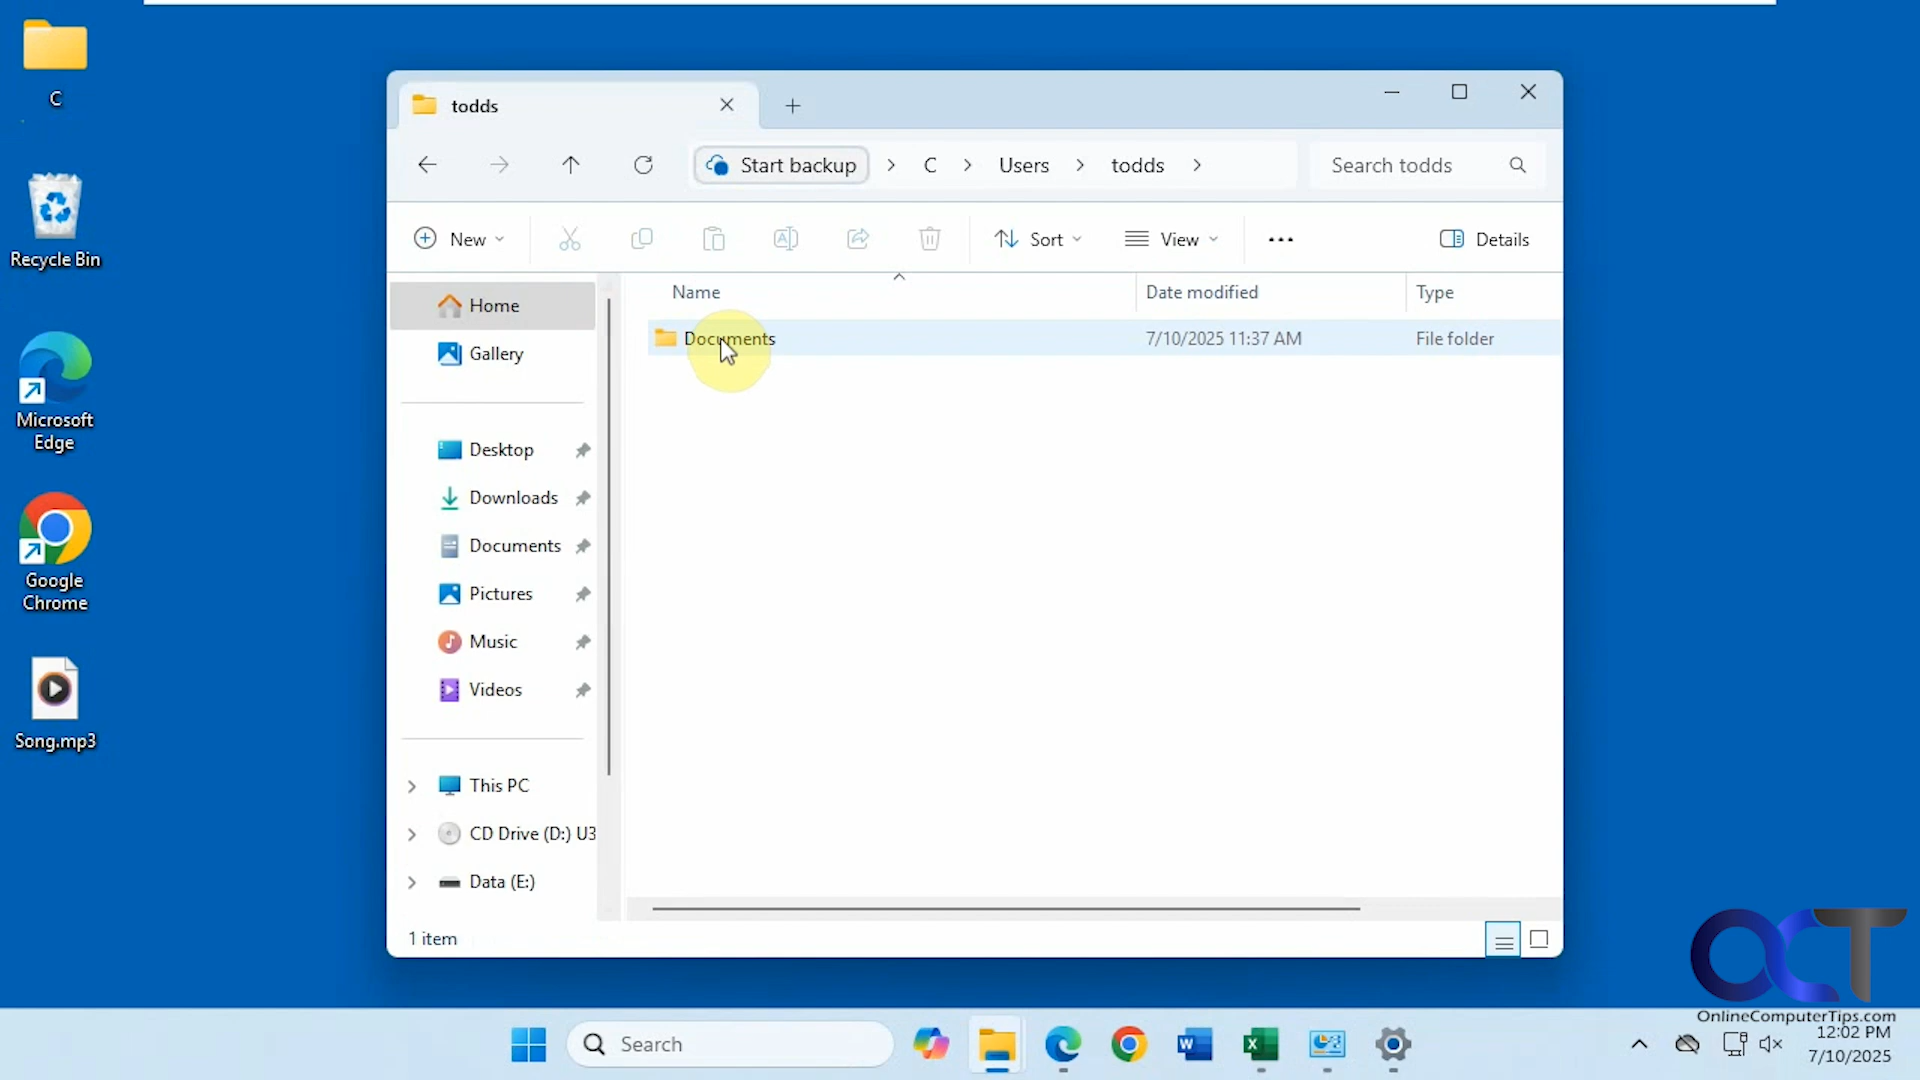 C
Recycle Bin
Microsoft
Edge
Google
Chrome
Song.mp3
todds
Start backup
C
Users
todds
Search todds
New
Sort
View
Details
Home
Gallery
Desktop
Downloads
Documents
Pictures
Music
Videos
This PC
CD Drive (D:) U3
Data (E:)
Name
Date modified
Type
Documents
7/10/2025 11:37 AM
File folder
1 item
OCT
OnlineComputerTips.com
Search
12:02 PM
7/10/2025